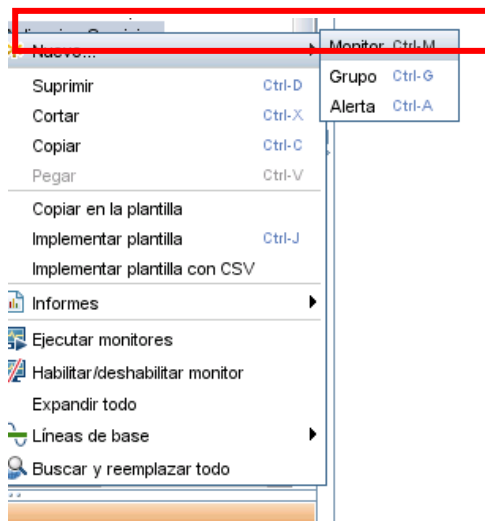 Nuevo...
Monitor Ctrl-M
Suprimir Ctrl-D
Grupo Ctrl-G
Cortar Ctrl-X
Alerta Ctrl-A
Copiar Ctrl-C
Pegar Ctrl-V
Copiar en la plantilla
Implementar plantilla Ctrl-J
Implementar plantilla con CSV
Informes
Ejecutar monitores
Habilitar/deshabilitar monitor
Expandir todo
Líneas de base
Buscar y reemplazar todo